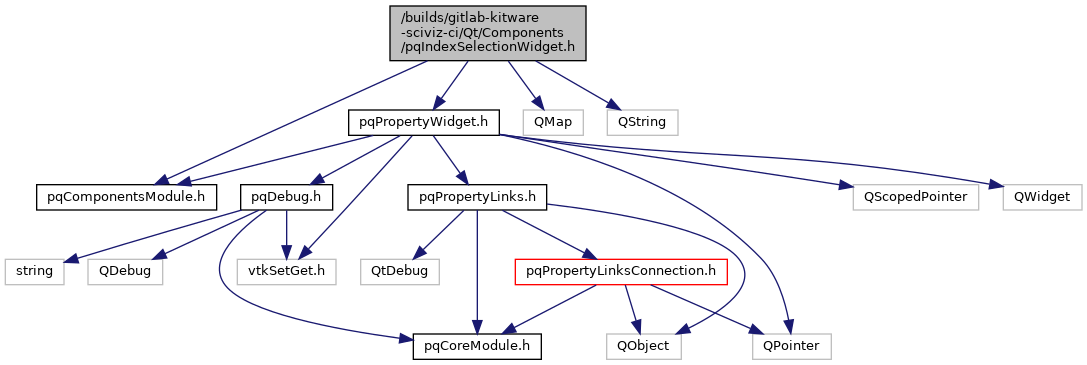 /builds/gitlab-kitware
-sciviz-ci/Qt/Components
/pqIndexSelectionWidget.h
pqPropertyWidget.h
QMap
QString
pqComponentsModule.h
pqDebug.h
pqPropertyLinks.h
QScopedPointer
QWidget
string
QDebug
vtkSetGet.h
QtDebug
pqPropertyLinksConnection.h
pqCoreModule.h
QObject
QPointer